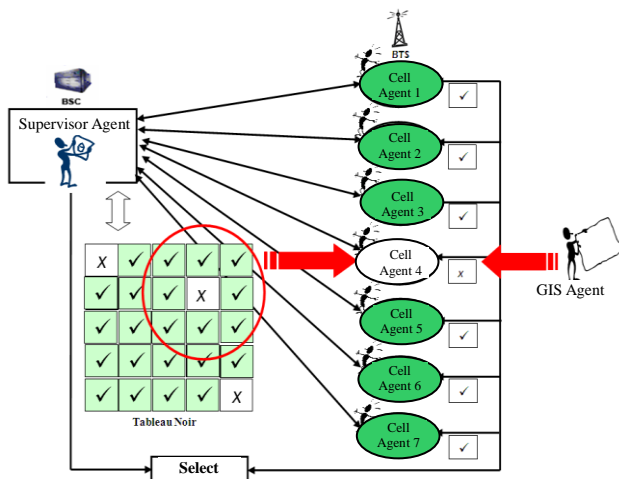 BTS
BSC
Supervisor Agent
Cell
Agent 1
✓
Cell
Agent 2
✓
Cell
Agent 3
✓
Cell
Agent 4
x
GIS Agent
Cell
Agent 5
✓
Cell
Agent 6
✓
Cell
Agent 7
✓
X ✓ ✓ ✓ ✓
✓ ✓ ✓ X ✓
✓ ✓ ✓ ✓ ✓
✓ ✓ ✓ ✓ ✓
✓ ✓ ✓ ✓ X
Tableau Noir
Select